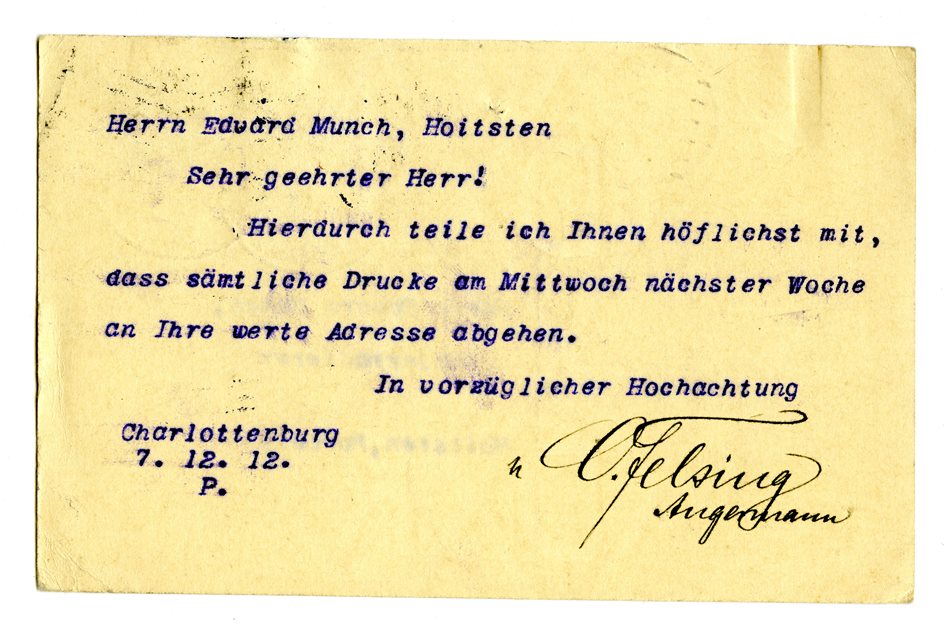 Herrn Edvard Munch, Hoitsten
Sehr geehrter Herr!
Hierdurch teile ich Ihnen höflichst mit,
dass sämtliche Drucke am Mittwoch nächster Woche
an Ihre werte Adresse abgehen.
In vorzüglicher Hochachtung
Charlottenburg
7. 12. 12.
P.
O. Felsing
Angermann